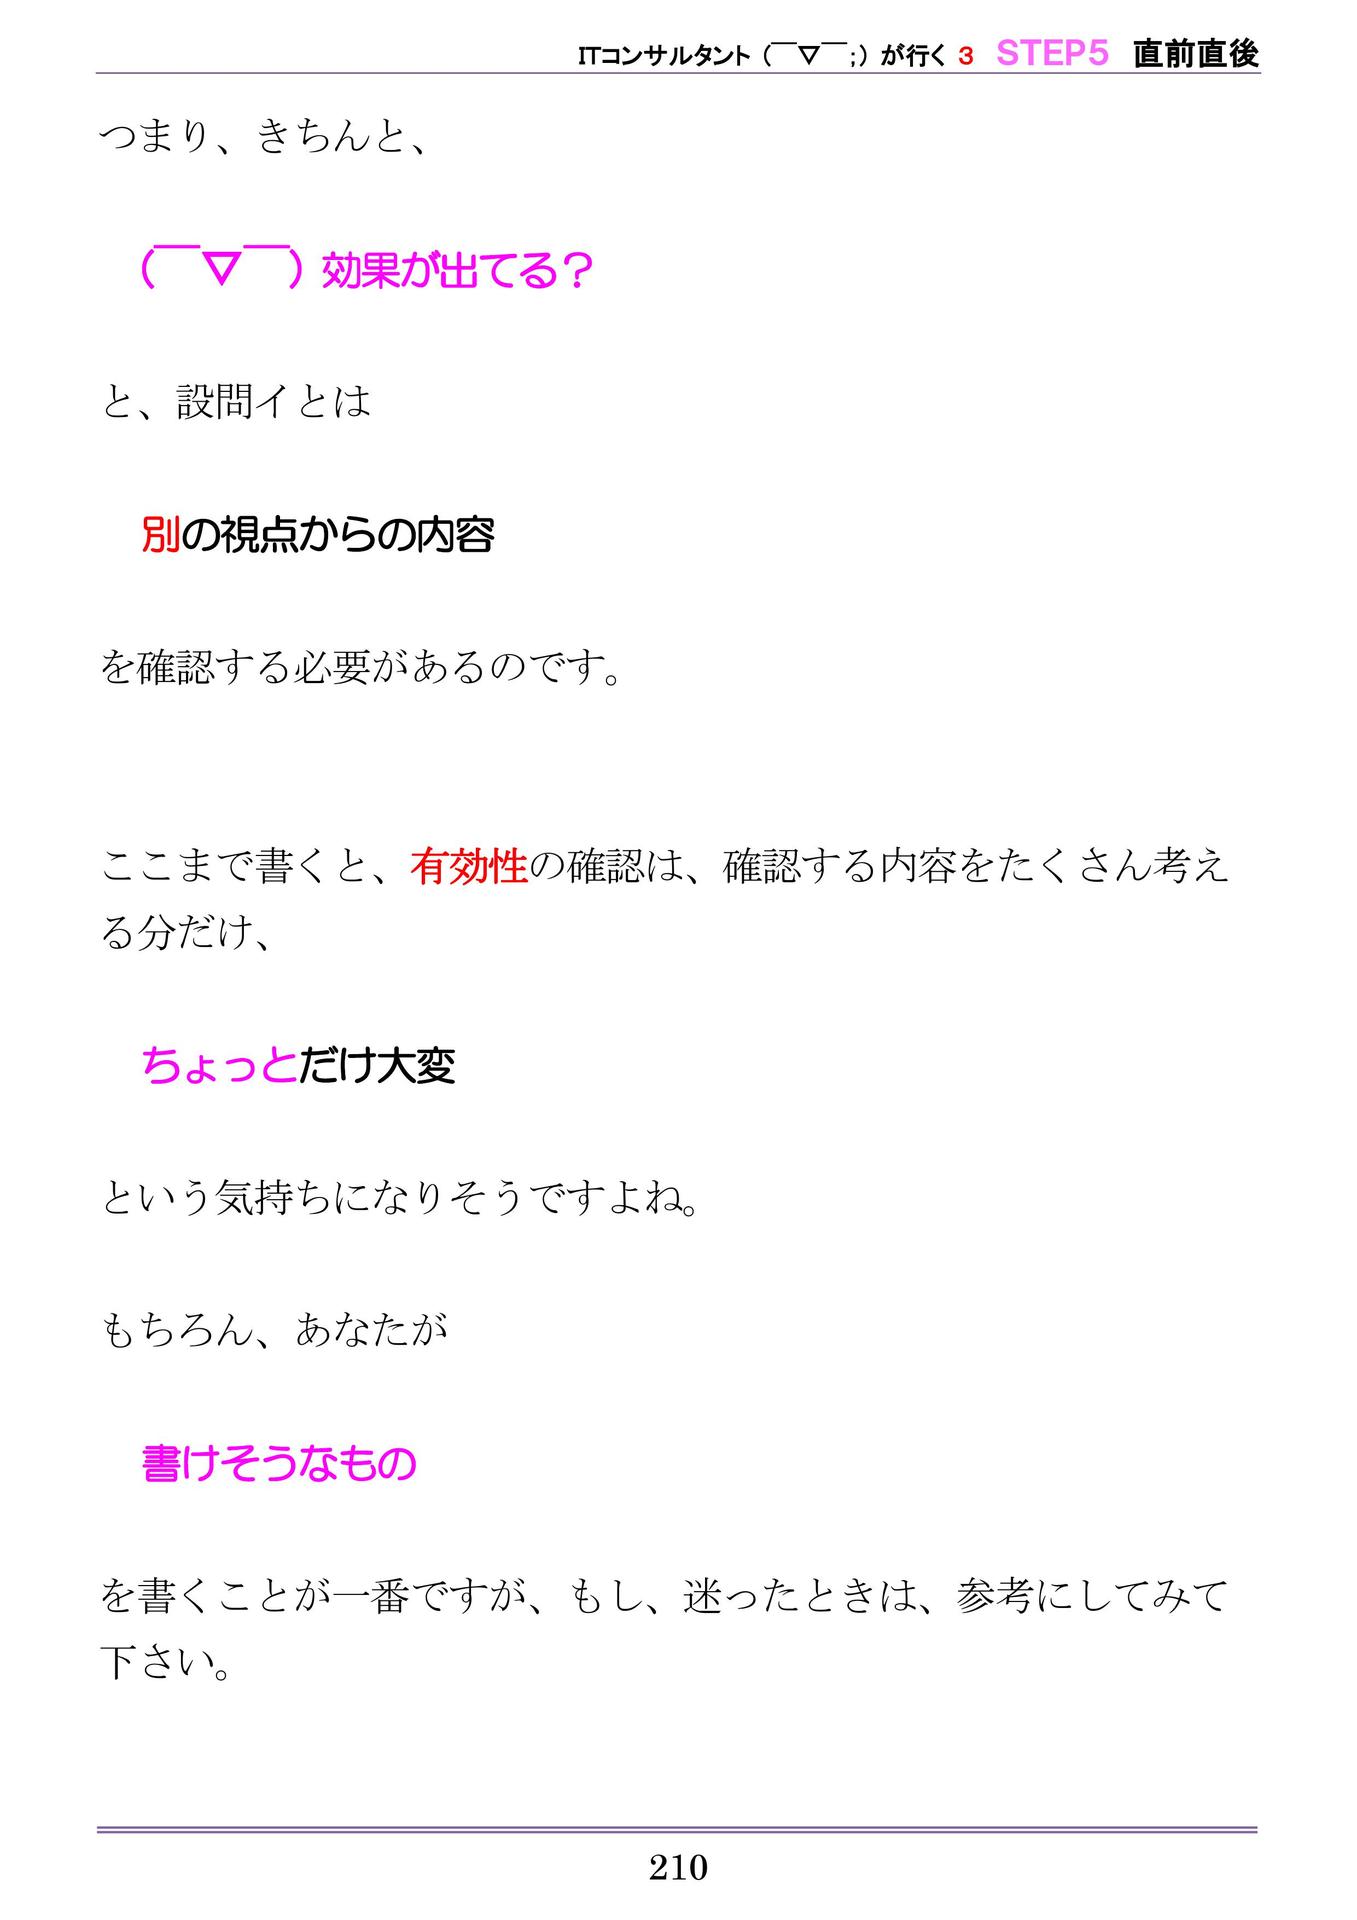 ITコンサルタント（￣▽￣；）が行く 3 STEP5 直前直後
つまり、きちんと、
（￣▽￣）効果が出てる？
と、設問イとは
別の視点からの内容
を確認する必要があるのです。
ここまで書くと、有効性の確認は、確認する内容をたくさん考え
る分だけ、
ちょっとだけ大変
という気持ちになりそうですよね。
もちろん、あなたが
書けそうなもの
を書くことが一番ですが、もし、迷ったときは、参考にしてみて
下さい。
210